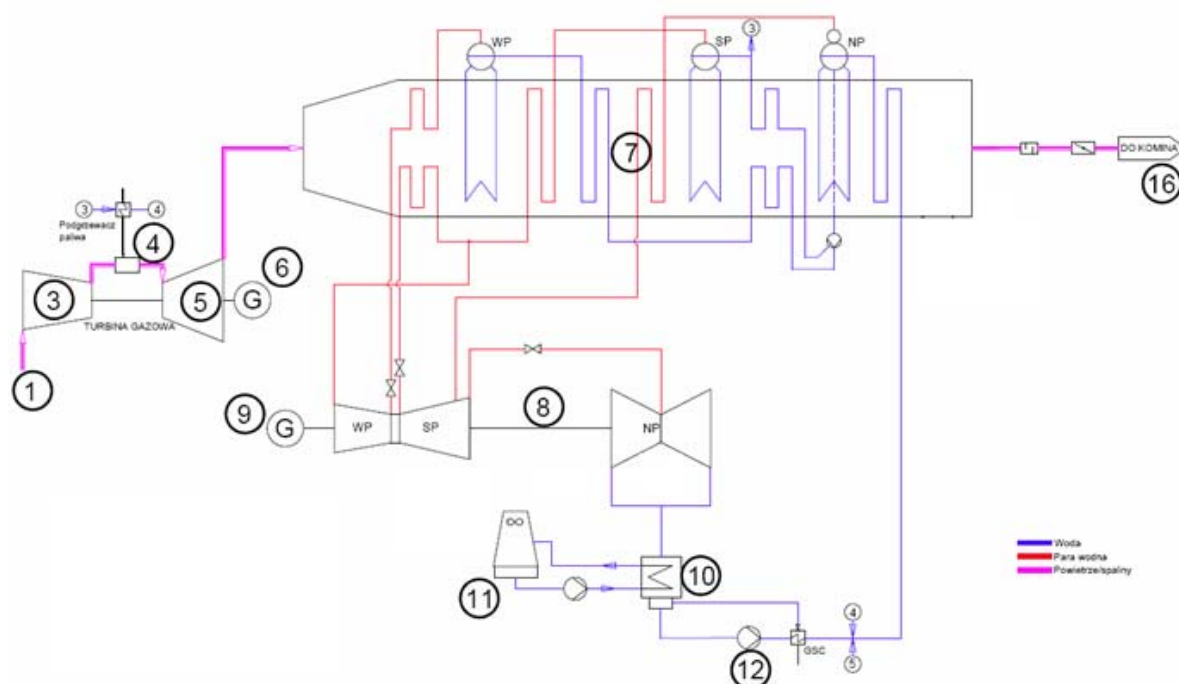 WP
SP
3
NP
7
DO KOMINA
16
3
4
Podgrzewacz
paliwa
4
6
3
5
G
TURBINA GAZOWA
1
9
G
WP
SP
8
NP
10
11
12
GSC
4
5
Woda
Para wodna
Powietrze/spaliny